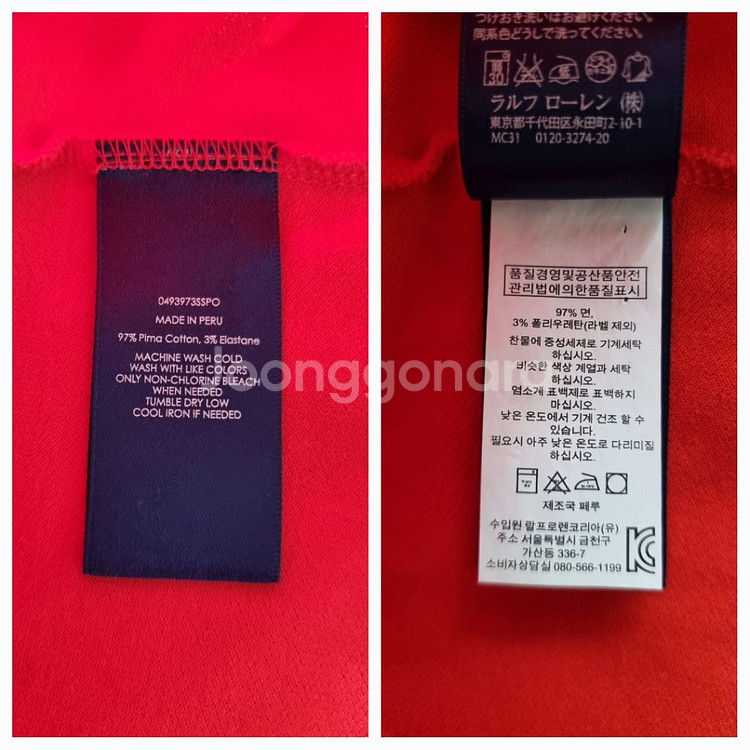 0493973SSPO
MADE IN PERU
97% Pima Cotton, 3% Elastane
MACHINE WASH COLD
WASH WITH LIKE COLORS
ONLY NON-CHLORINE BLEACH
WHEN NEEDED
TUMBLE DRY LOW
COOL IRON IF NEEDED
つけおき洗いはお避けください。
同系色どうしで洗ってください。
30
ラルフ ローレン (株)
東京都千代田区永田町2-10-1
MC31 0120-3274-20
품질경영및공산품안전
관리법에의한품질표시
97% 면,
3% 폴리우레탄(라벨 제외)
찬물에 중성세제로 기계세탁
하십시오.
비슷한 색상 계열과 세탁
하십시오.
염소계 표백제로 표백하지
마십시오.
낮은 온도에서 기계 건조 할 수
있습니다.
필요시 아주 낮은 온도로 다리미질
하십시오.
제조국 페루
수입원 랄프로렌코리아(유)
주소 서울특별시 금천구
가산동 336-7
소비자상담실 080-566-1199
joonggonara